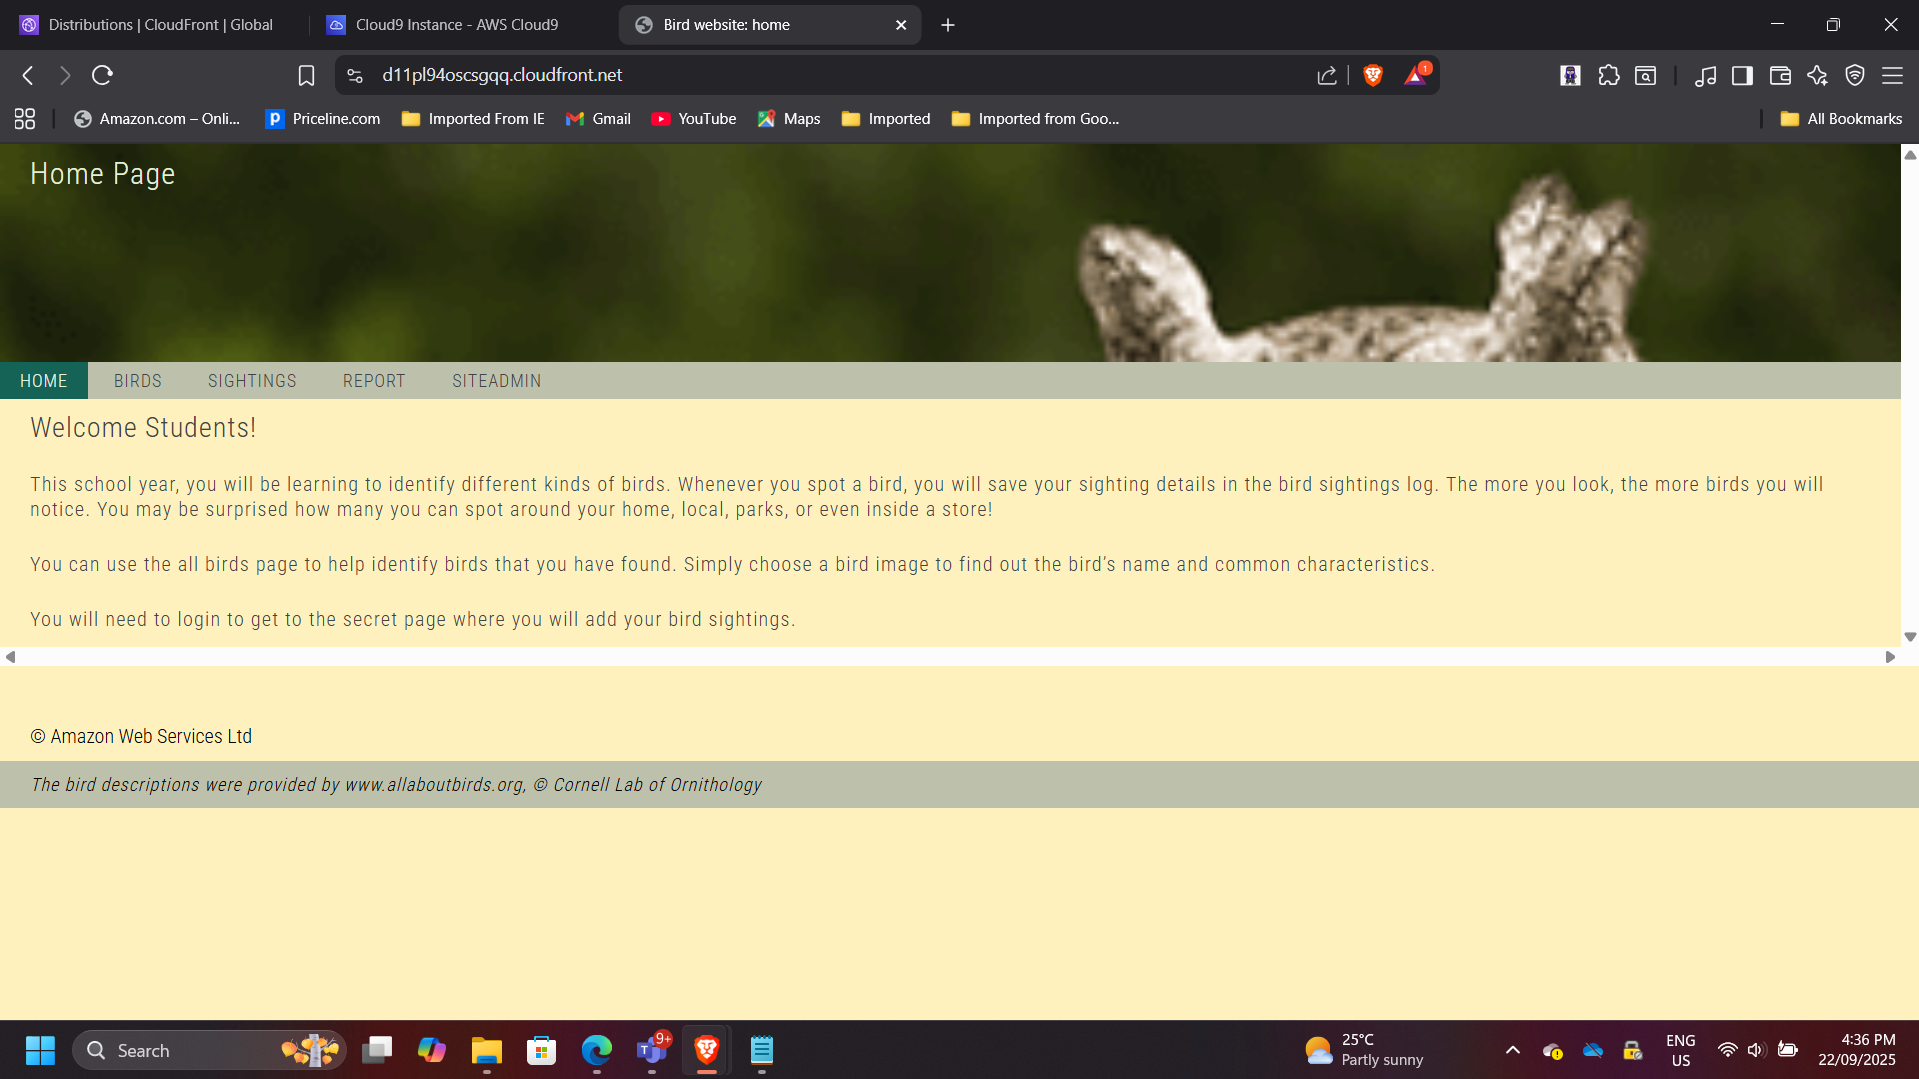 Distributions | CloudFront | Global
Cloud9 Instance - AWS Cloud9
Bird website: home
d11pl94oscsgqq.cloudfront.net
1
Amazon.com – Onli...
Priceline.com
Imported From IE
Gmail
YouTube
Maps
Imported
Imported from Goo...
All Bookmarks
Home Page
HOME
BIRDS
SIGHTINGS
REPORT
SITEADMIN
Welcome Students!
This school year, you will be learning to identify different kinds of birds. Whenever you spot a bird, you will save your sighting details in the bird sightings log. The more you look, the more birds you will
notice. You may be surprised how many you can spot around your home, local, parks, or even inside a store!
You can use the all birds page to help identify birds that you have found. Simply choose a bird image to find out the bird’s name and common characteristics.
You will need to login to get to the secret page where you will add your bird sightings.
© Amazon Web Services Ltd
The bird descriptions were provided by www.allaboutbirds.org, © Cornell Lab of Ornithology
Search
9+
25°C
Partly sunny
ENG
US
4:36 PM
22/09/2025